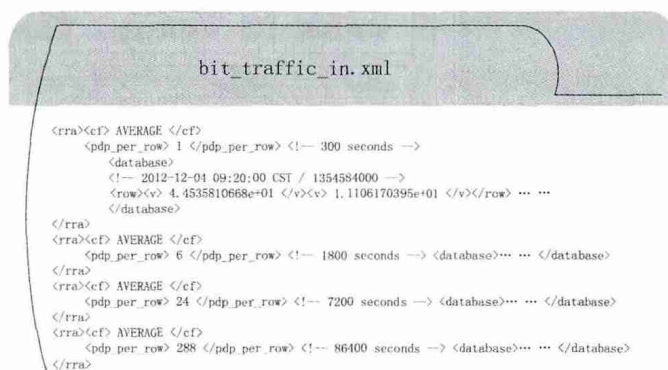 bit_traffic_in.xml
<rra><cf> AVERAGE </cf>
<pdp_per_row> 1 </pdp_per_row> <!-- 300 seconds -->
<database>
<!-- 2012-12-04 09:20:00 CST / 1354584000 -->
<row><v> 4.4535810668e+01 </v><v> 1.1106170395e+01 </v></row> … …
</database>
</rra>
<rra><cf> AVERAGE </cf>
<pdp_per_row> 6 </pdp_per_row> <!-- 1800 seconds --> <database>… … </database>
</rra>
<rra><cf> AVERAGE </cf>
<pdp_per_row> 24 </pdp_per_row> <!-- 7200 seconds --> <database>… … </database>
</rra>
<rra><cf> AVERAGE </cf>
<pdp_per_row> 288 </pdp_per_row> <!-- 86400 seconds --> <database>… … </database>
</rra>